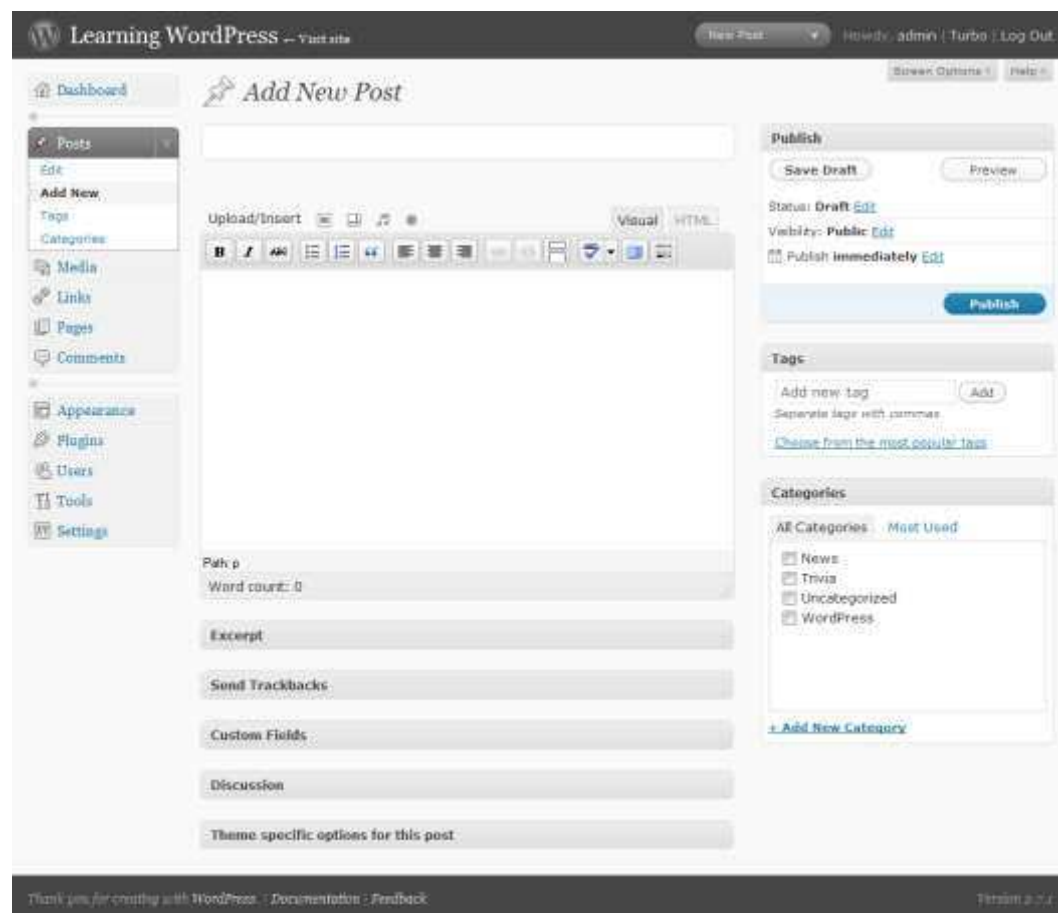 Learning WordPress — Visit site
New Post
Howdy, admin | Turbo | Log Out
Screen Options
Help
Dashboard
Posts
Edit
Add New
Tags
Categories
Media
Links
Pages
Comments
Appearance
Plugins
Users
Tools
Settings
Add New Post
Upload/Insert
Visual
HTML
B I ABC
Path: p
Word count: 0
Excerpt
Send Trackbacks
Custom Fields
Discussion
Theme specific options for this post
Publish
Save Draft
Preview
Status: Draft Edit
Visibility: Public Edit
Publish immediately Edit
Publish
Tags
Add new tag
Add
Separate tags with commas
Choose from the most popular tags
Categories
All Categories
Most Used
News
Trivia
Uncategorized
WordPress
+ Add New Category
Thank you for creating with WordPress | Documentation | Feedback
Version